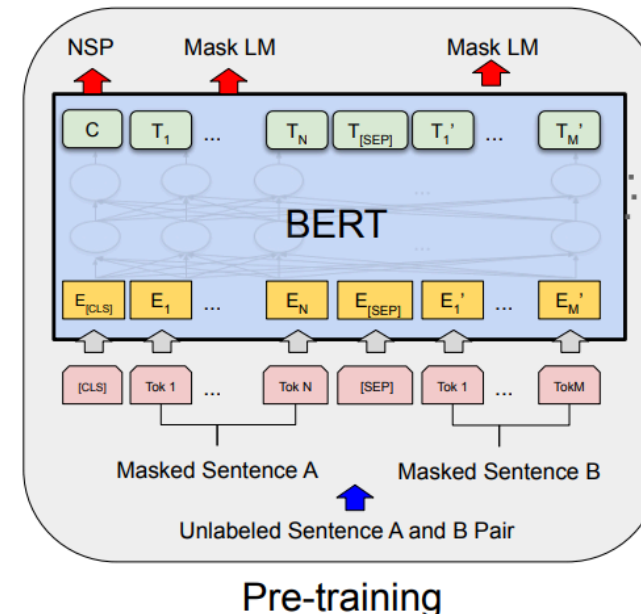 NSP Mask LM Mask LM
C T1 ... TN T[SEP] T1' ... TM'
...
BERT
...
E[CLS] E1 ... EN E[SEP] E1' ... EM'
[CLS] Tok 1 ... Tok N [SEP] Tok 1 ... TokM
Masked Sentence A Masked Sentence B
Unlabeled Sentence A and B Pair
Pre-training